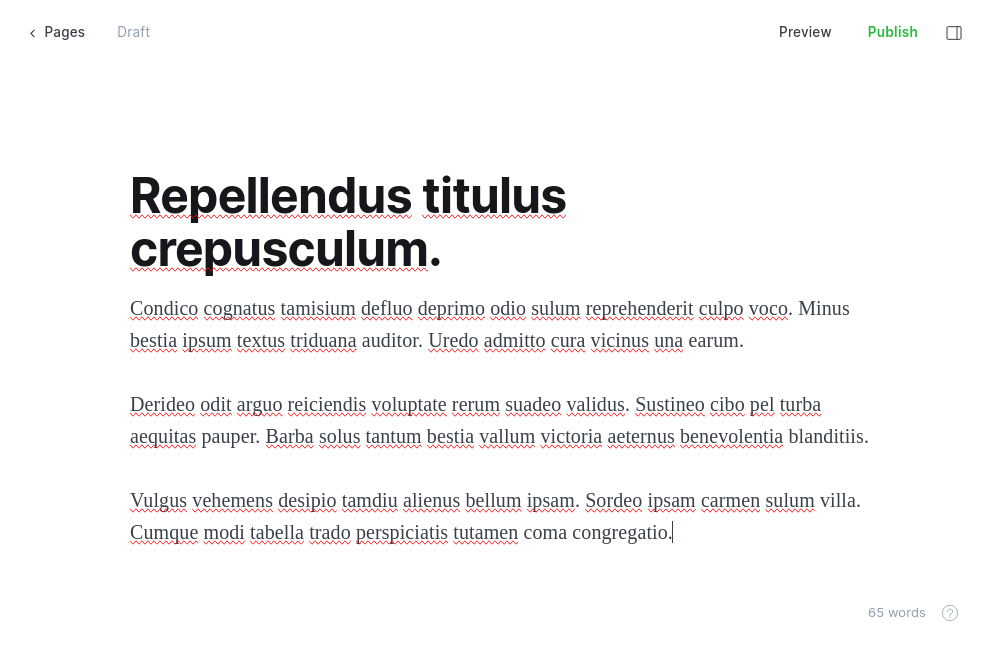 Pages
Draft
Preview
Publish
Repellendus titulus
crepusculum.
Condico cognatus tamisium defluo deprimo odio sulum reprehenderit culpo voco. Minus
bestia ipsum textus triduana auditor. Uredo admitto cura vicinus una earum.
Derideo odit arguo reiciendis voluptate rerum suadeo validus. Sustineo cibo pel turba
aequitas pauper. Barba solus tantum bestia vallum victoria aeternus benevolentia blanditiis.
Vulgus vehemens desipio tamdiu alienus bellum ipsam. Sordeo ipsam carmen sulum villa.
Cumque modi tabella trado perspiciatis tutamen coma congregatio.
65 words
?